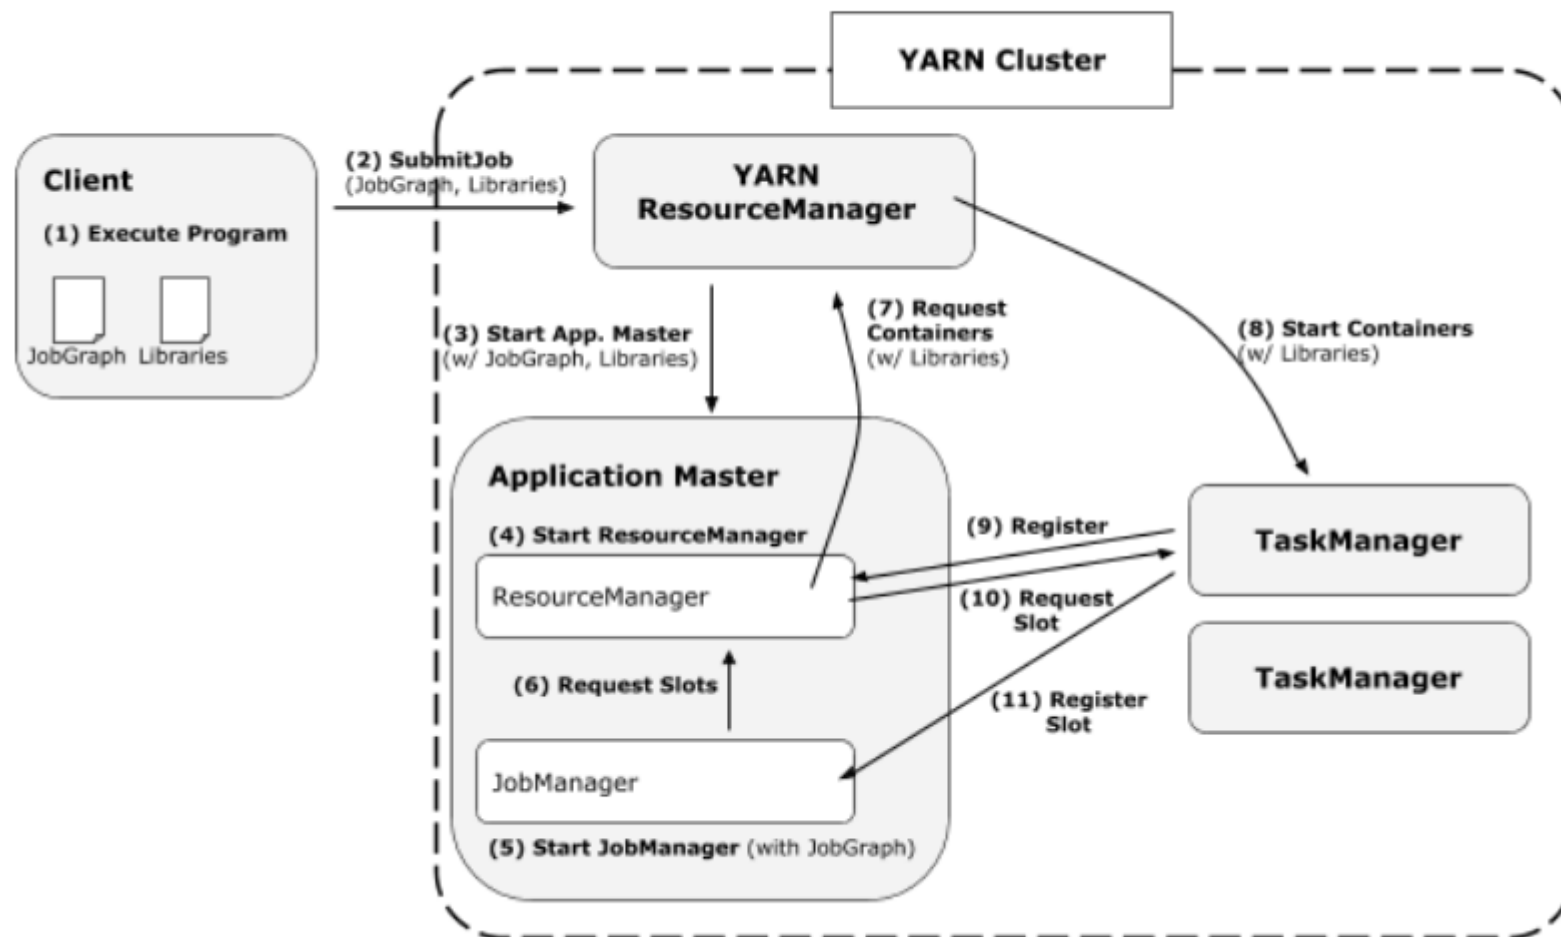 YARN Cluster
Client
(1) Execute Program
JobGraph
Libraries
(2) SubmitJob
(JobGraph, Libraries)
YARN
ResourceManager
(3) Start App. Master
(w/ JobGraph, Libraries)
(7) Request
Containers
(w/ Libraries)
(8) Start Containers
(w/ Libraries)
Application Master
(4) Start ResourceManager
ResourceManager
(6) Request Slots
JobManager
(5) Start JobManager (with JobGraph)
(9) Register
(10) Request
Slot
(11) Register
Slot
TaskManager
TaskManager